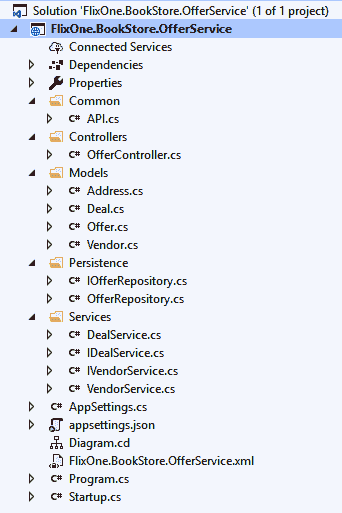 Solution 'FlixOne.BookStore.OfferService' (1 of 1 project)
FlixOne.BookStore.OfferService
Connected Services
Dependencies
Properties
Common
C# API.cs
Controllers
C# OfferController.cs
Models
C# Address.cs
C# Deal.cs
C# Offer.cs
C# Vendor.cs
Persistence
C# IOfferRepository.cs
C# OfferRepository.cs
Services
C# DealService.cs
C# IDealService.cs
C# IVendorService.cs
C# VendorService.cs
C# AppSettings.cs
appsettings.json
Diagram.cd
FlixOne.BookStore.OfferService.xml
C# Program.cs
C# Startup.cs